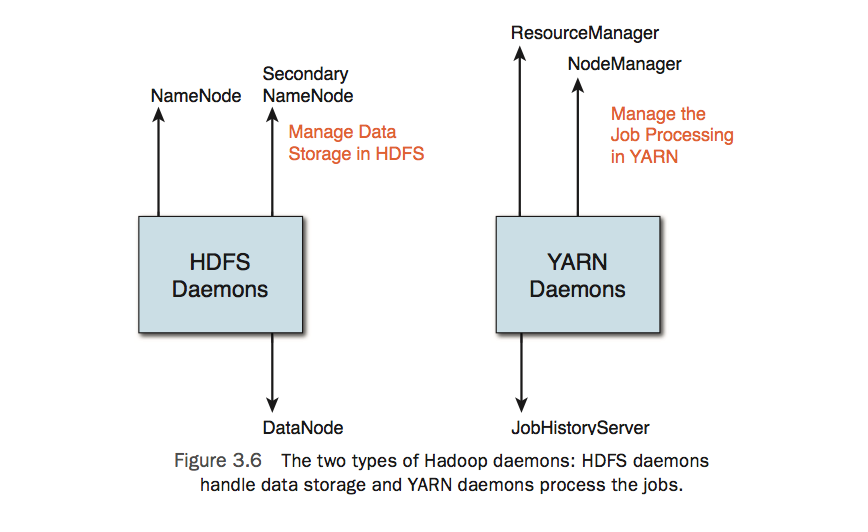 NameNode
Secondary
NameNode
Manage Data
Storage in HDFS
HDFS
Daemons
DataNode
ResourceManager
NodeManager
Manage the
Job Processing
in YARN
YARN
Daemons
JobHistoryServer
Figure 3.6 The two types of Hadoop daemons: HDFS daemons
handle data storage and YARN daemons process the jobs.